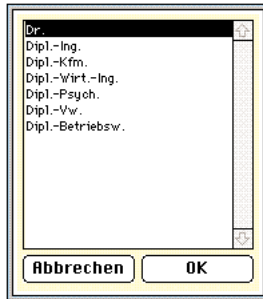 Dr.
Dipl.-Ing.
Dipl.-Kfm.
Dipl.-Wirt.-Ing.
Dipl.-Psych.
Dipl.-Vw.
Dipl.-Betriebsw.
Abbrechen OK